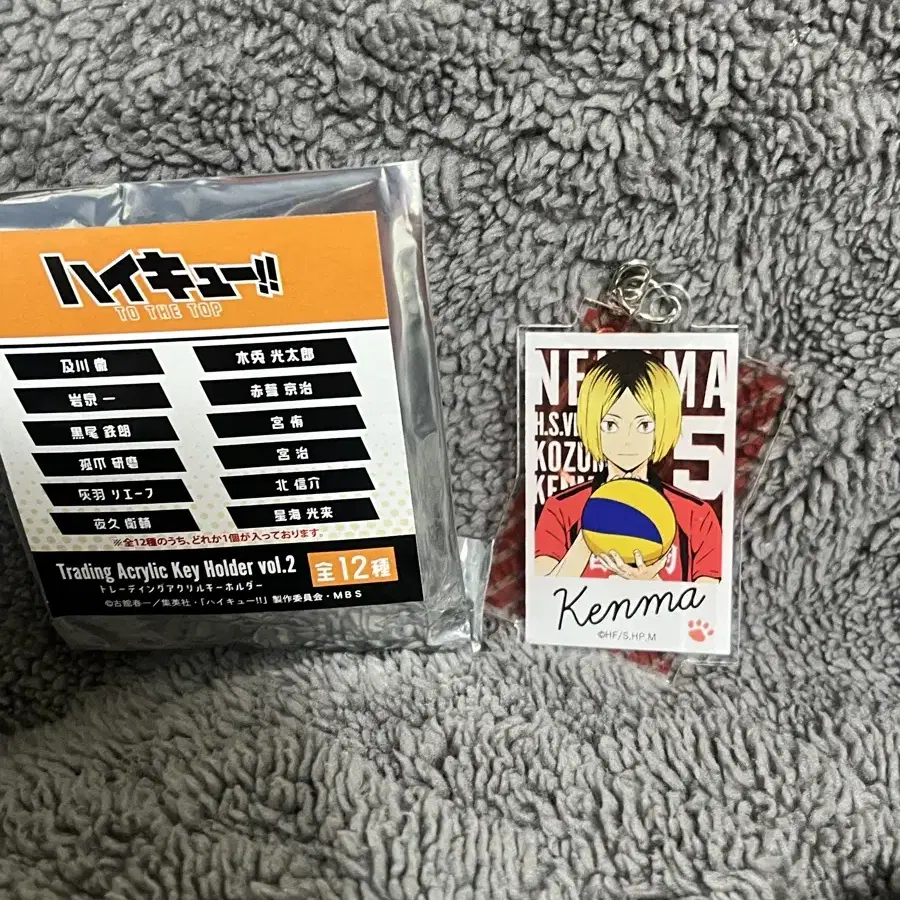 ハイキュー!!
TO THE TOP
及川 徹
木兎 光太郎
岩泉 一
赤葦 京治
黒尾 鉄朗
宮 侑
孤爪 研磨
宮 治
灰羽 リエーフ
北 信介
夜久 衛輔
星海 光来
※全12種のうち、どれか1個が入っております。
Trading Acrylic Key Holder vol.2
全12種
トレーディングアクリルキーホルダー
©古舘春一/集英社・「ハイキュー!!」製作委員会・MBS
NE MA
H.S.V
KOZU
5
KENM
Kenma
©HF/S.HP,M